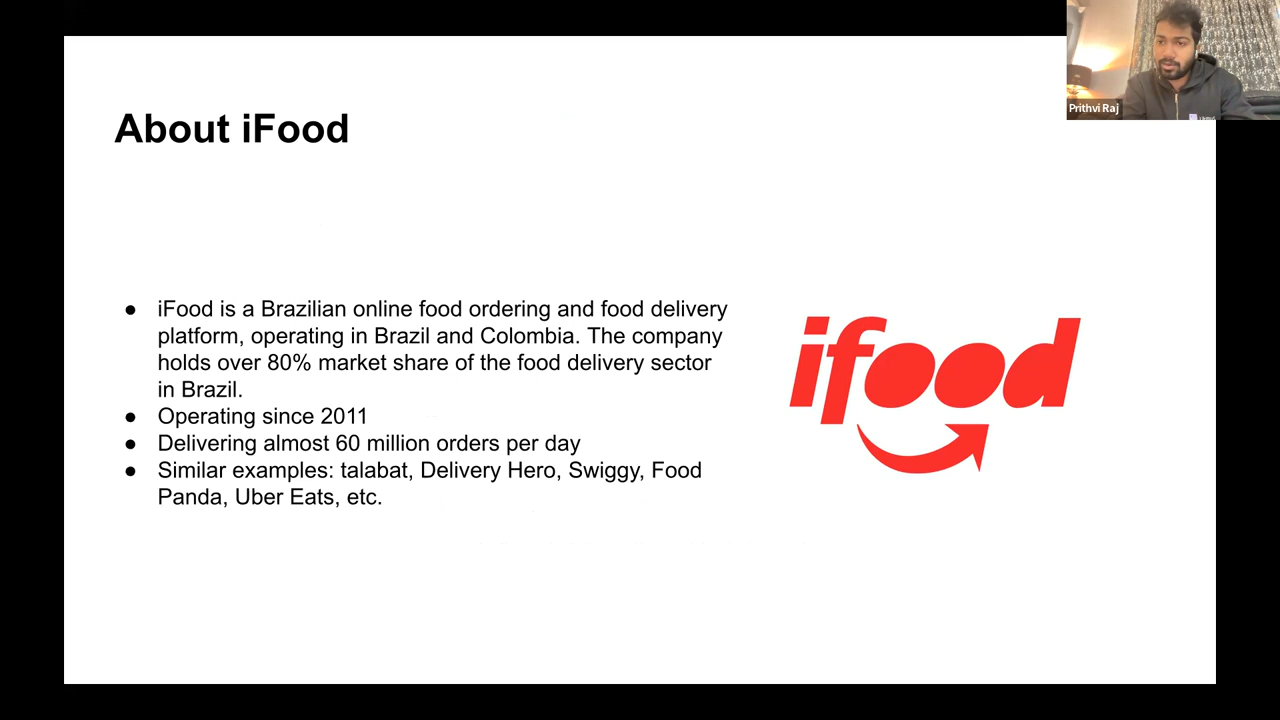 Prithvi Raj
About iFood
● iFood is a Brazilian online food ordering and food delivery
platform, operating in Brazil and Colombia. The company
holds over 80% market share of the food delivery sector
in Brazil.
● Operating since 2011
● Delivering almost 60 million orders per day
● Similar examples: talabat, Delivery Hero, Swiggy, Food
Panda, Uber Eats, etc.
ifood